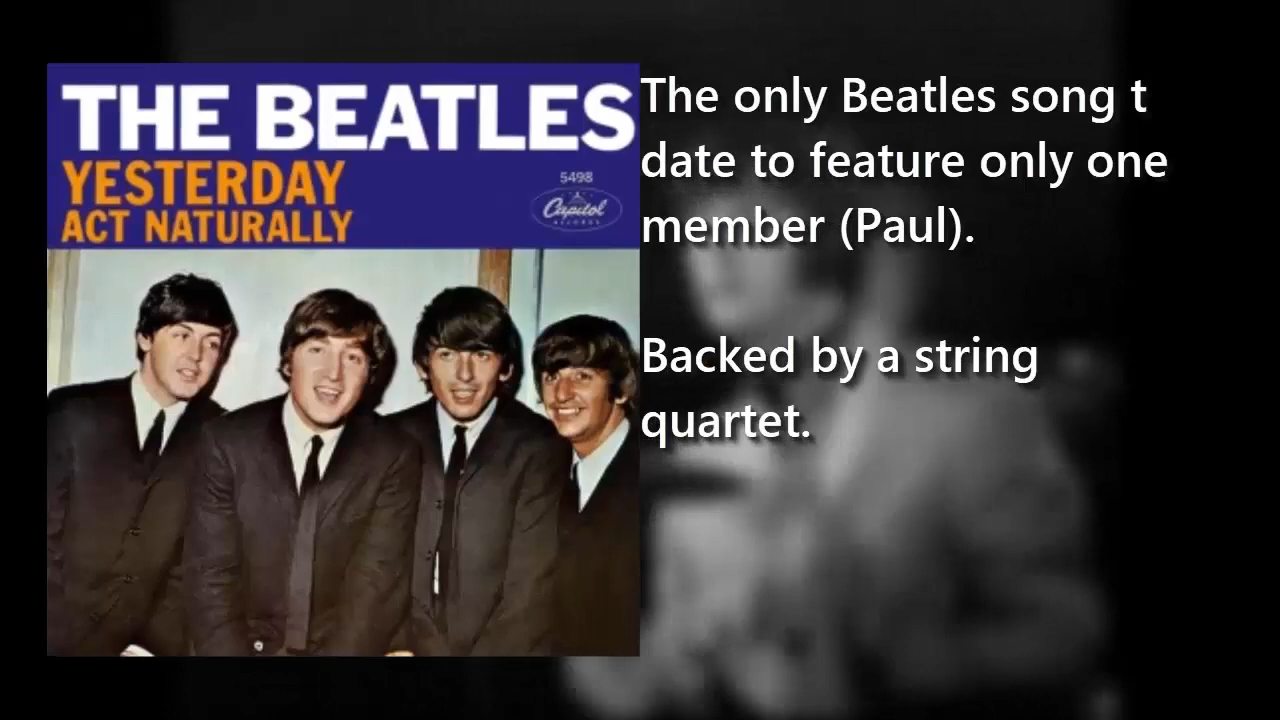 THE BEATLES
YESTERDAY
ACT NATURALLY
5498
Capitol
RECORDS
The only Beatles song t
date to feature only one
member (Paul).
Backed by a string
quartet.